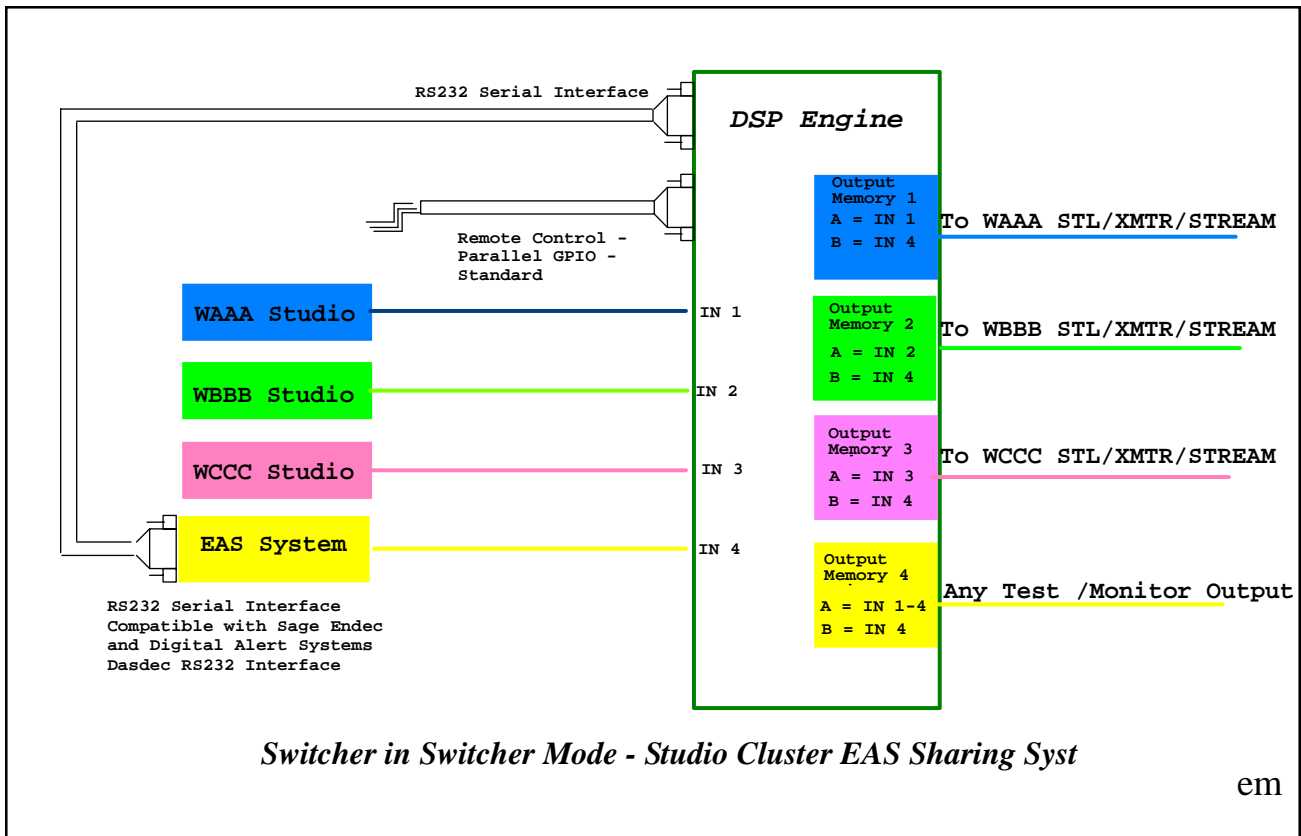 RS232 Serial Interface
DSP Engine
Remote Control -
Parallel GPIO -
Standard
WAAA Studio
IN 1
WBBB Studio
IN 2
WCCC Studio
IN 3
EAS System
IN 4
RS232 Serial Interface
Compatible with Sage Endec
and Digital Alert Systems
Dasdec RS232 Interface
Output
Memory 1
A = IN 1
B = IN 4
To WAAA STL/XMTR/STREAM
Output
Memory 2
A = IN 2
B = IN 4
To WBBB STL/XMTR/STREAM
Output
Memory 3
A = IN 3
B = IN 4
To WCCC STL/XMTR/STREAM
Output
Memory 4
A = IN 1-4
B = IN 4
Any Test /Monitor Output
Switcher in Switcher Mode - Studio Cluster EAS Sharing Syst
em